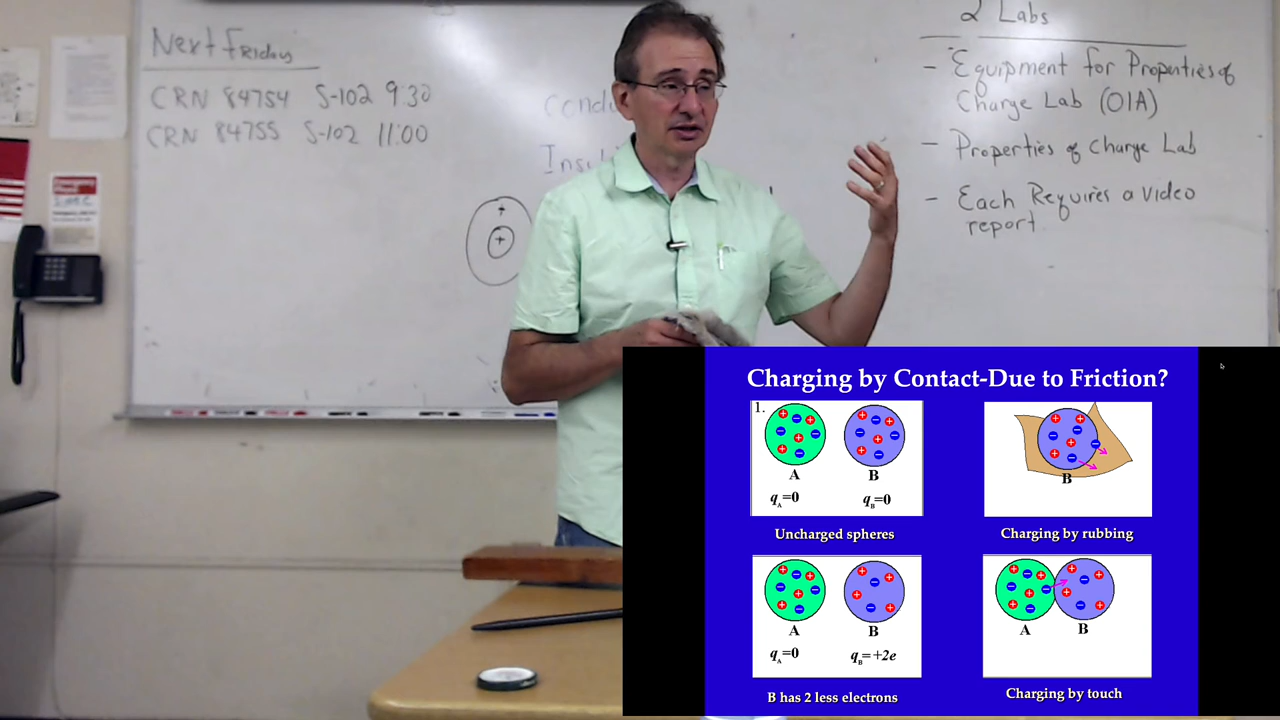 Next Friday
CRN 84754 S-102 9:30
CRN 84755 S-102 11:00
2 Labs
- Equipment for Properties of
Charge Lab (OIA)
- Properties of Charge Lab
- Each Requires a video
report
Charging by Contact-Due to Friction?
1.
A
B
qA=0
qB=0
Uncharged spheres
B
Charging by rubbing
A
B
qA=0
qB=+2e
B has 2 less electrons
A
B
Charging by touch